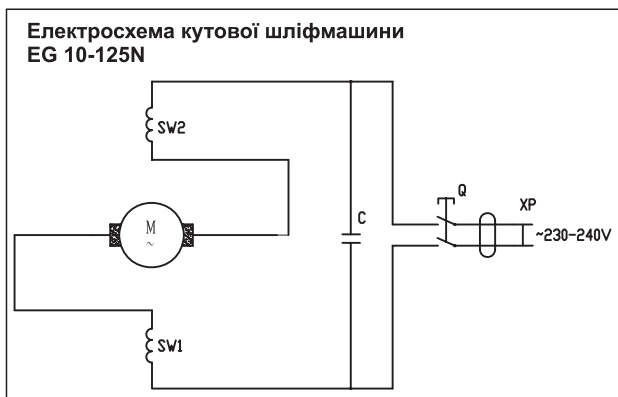 Електросхема кутової шліфмашини
EG 10-125N
SW2
Q
XP
C
M
~
~230-240V
SW1